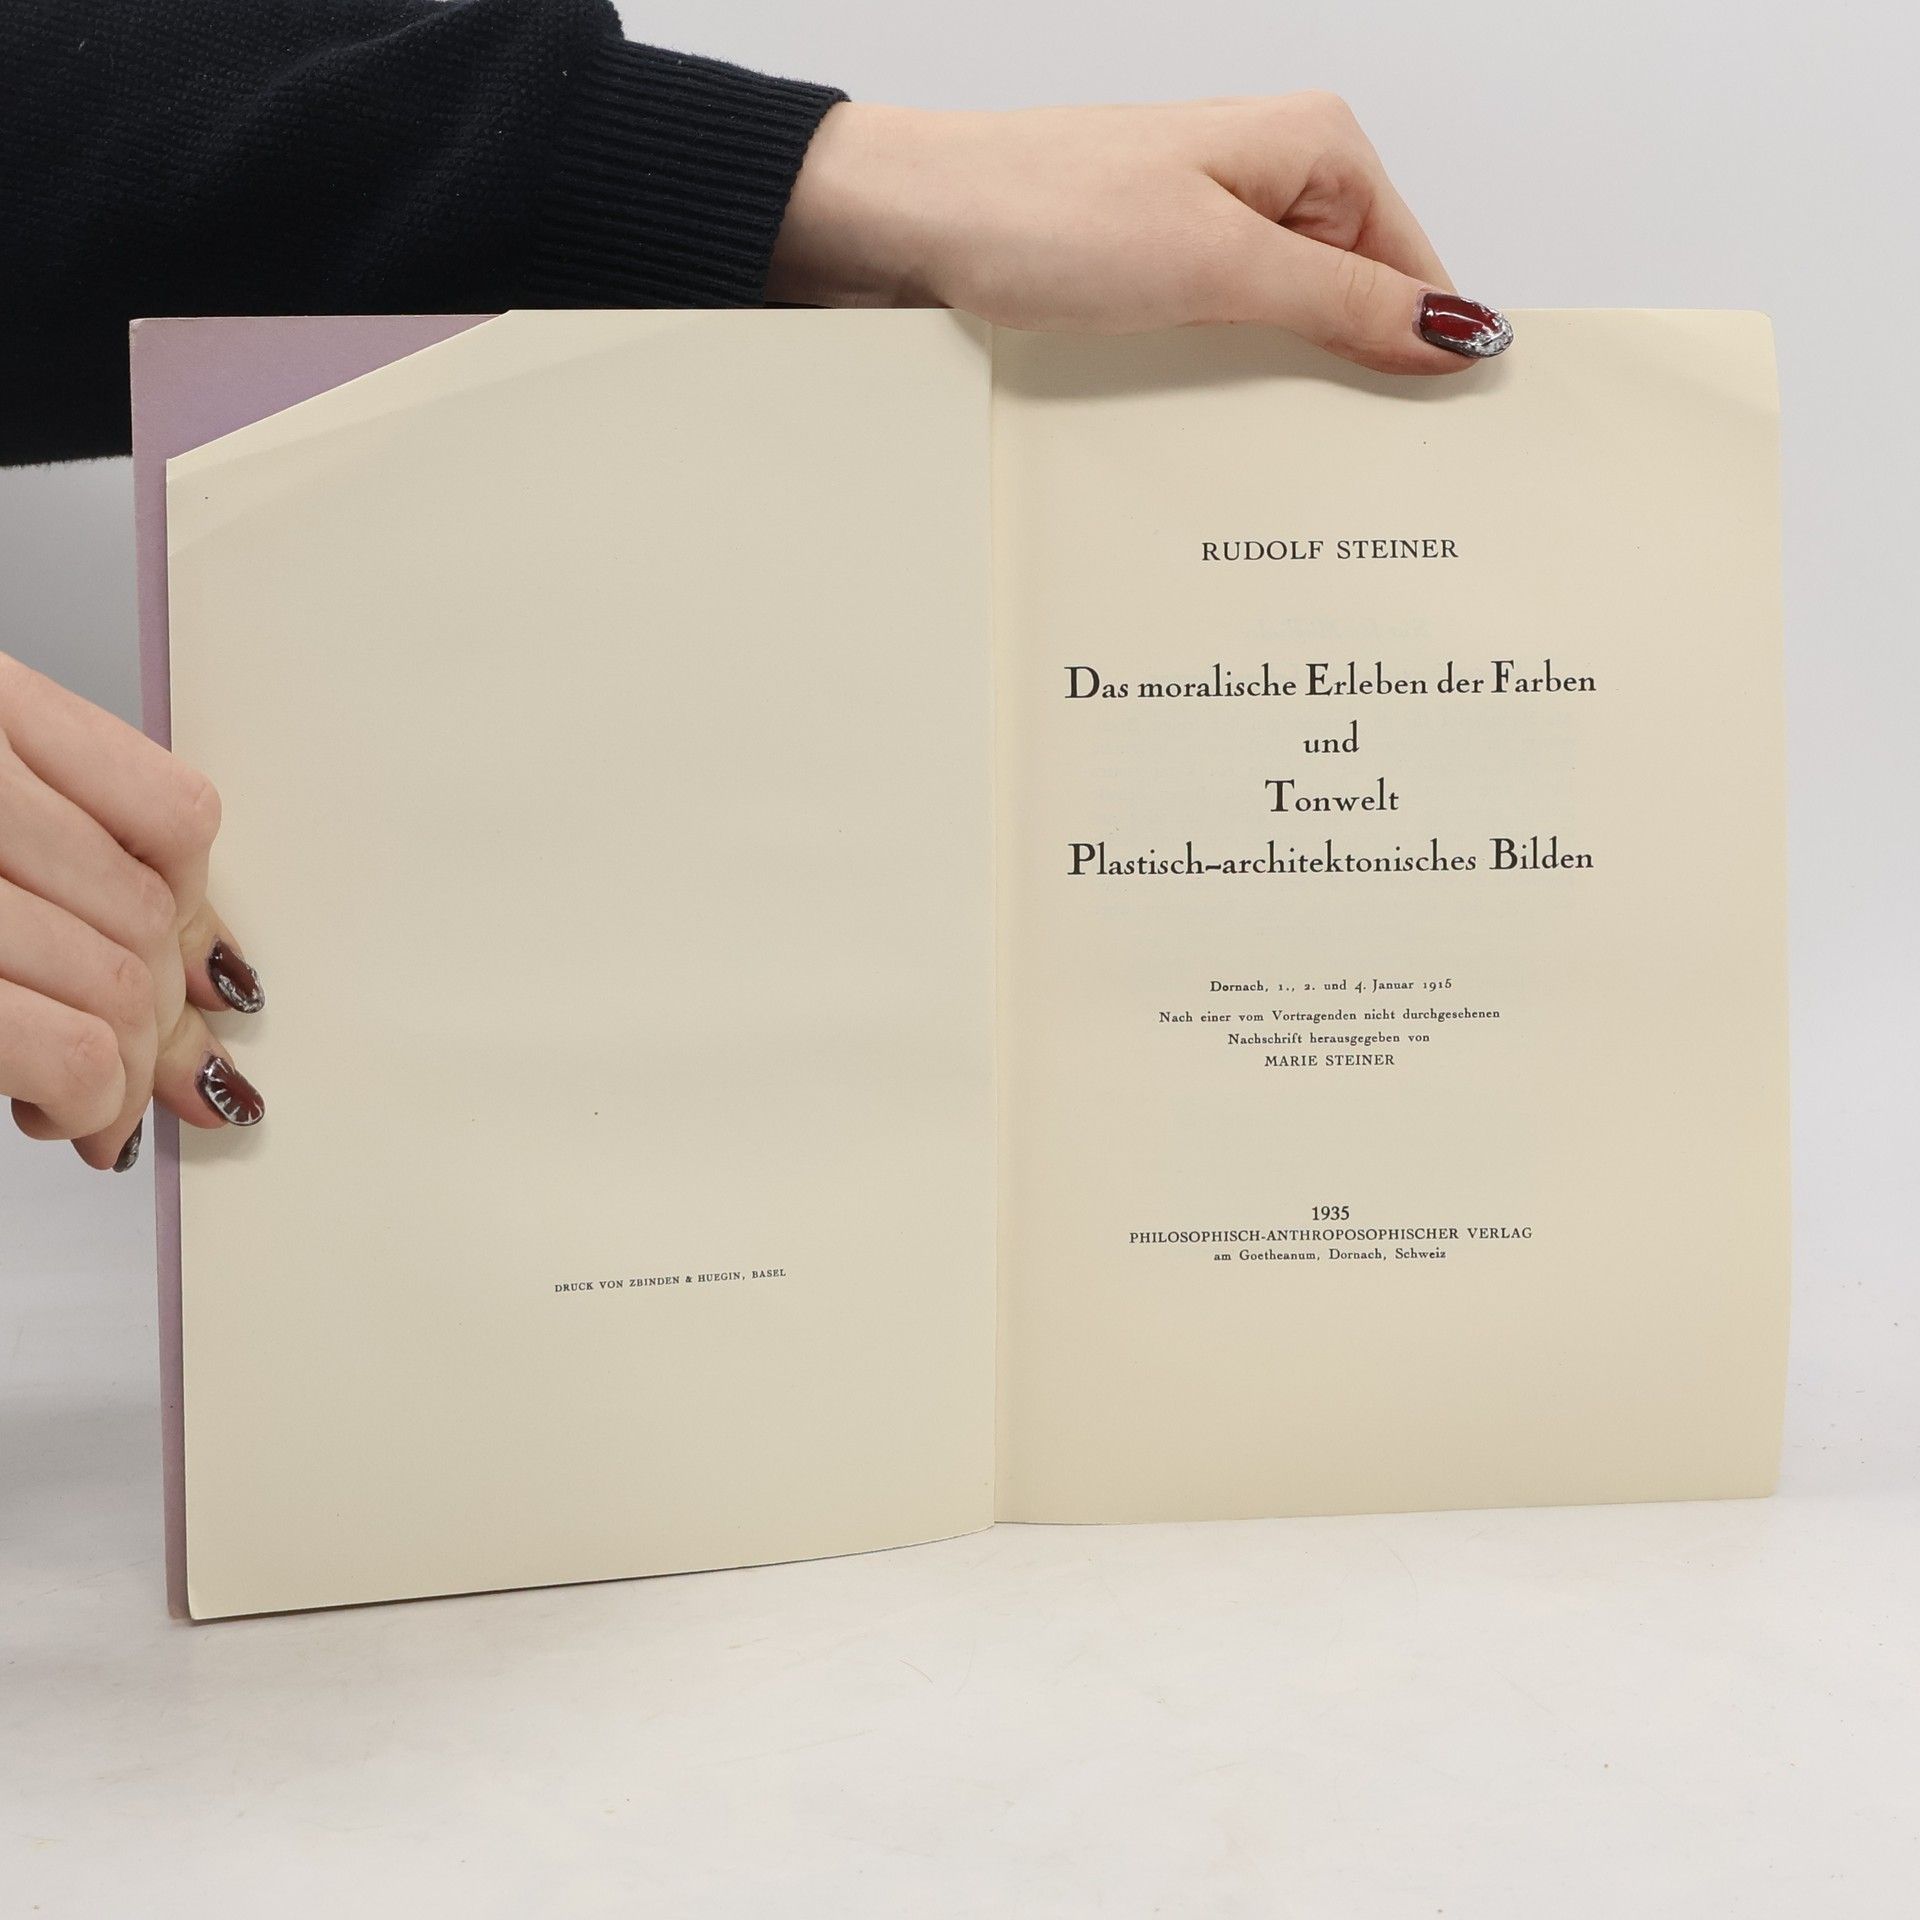 DRUCK VON ZBINDEN & HUEGIN, BASEL
RUDOLF STEINER
Das moralische Erleben der Farben
und
Tonwelt
Plastisch-architektonisches Bilden
Dornach, 1., 2. und 4. Januar 1915
Nach einer vom Vortragenden nicht durchgesehenen
Nachschrift herausgegeben von
MARIE STEINER
1935
PHILOSOPHISCH-ANTHROPOSOPHISCHER VERLAG
am Goetheanum, Dornach, Schweiz